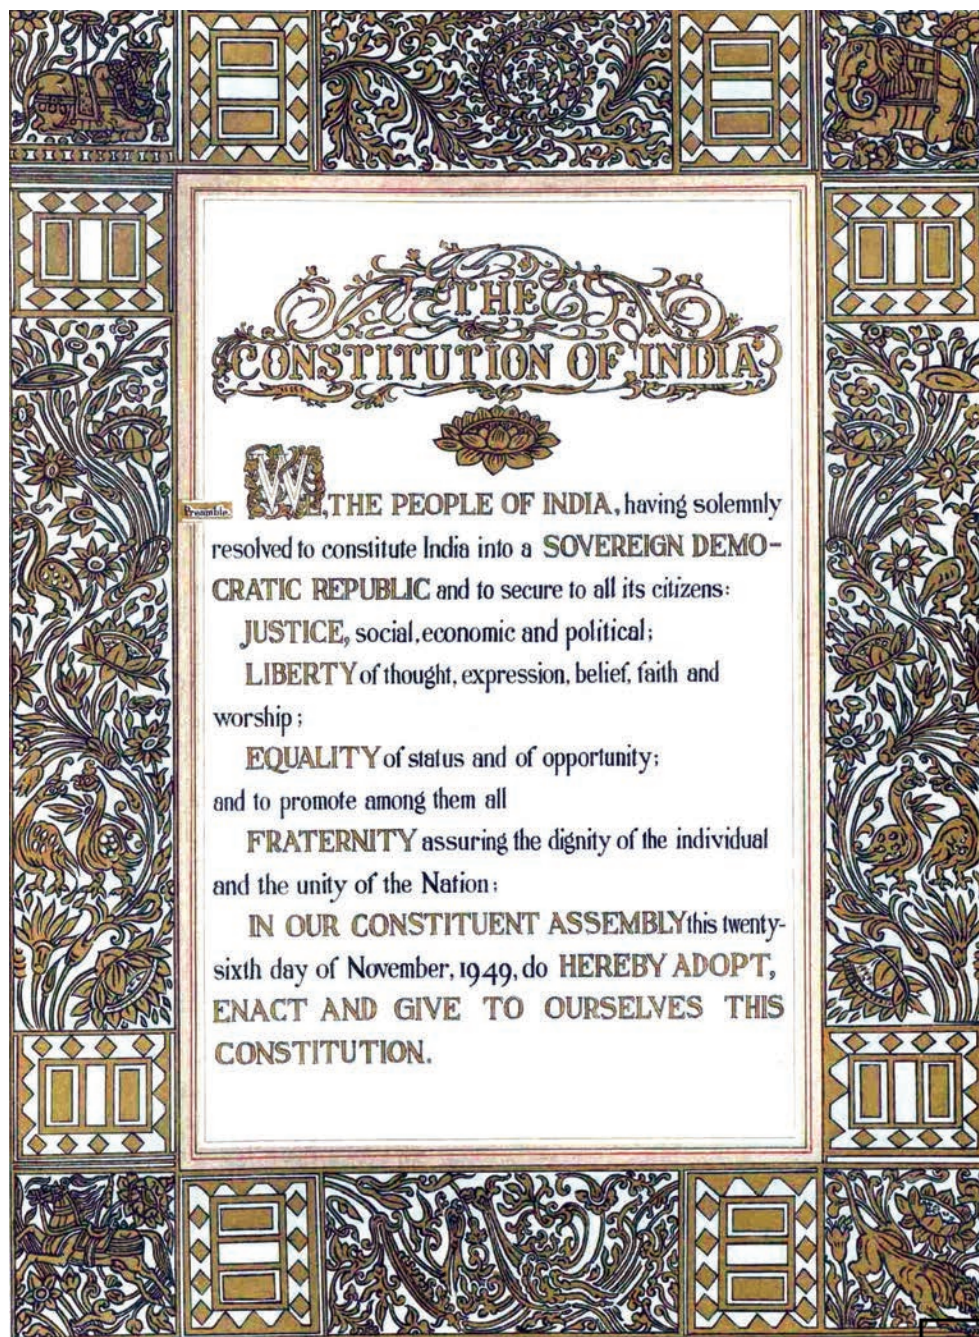 THE
CONSTITUTION OF INDIA
Preamble.
WE, THE PEOPLE OF INDIA, having solemnly
resolved to constitute India into a SOVEREIGN DEMO-
CRATIC REPUBLIC and to secure to all its citizens:
JUSTICE, social, economic and political;
LIBERTY of thought, expression, belief, faith and
worship;
EQUALITY of status and of opportunity;
and to promote among them all
FRATERNITY assuring the dignity of the individual
and the unity of the Nation;
IN OUR CONSTITUENT ASSEMBLY this twenty-
sixth day of November, 1949, do HEREBY ADOPT,
ENACT AND GIVE TO OURSELVES THIS
CONSTITUTION.